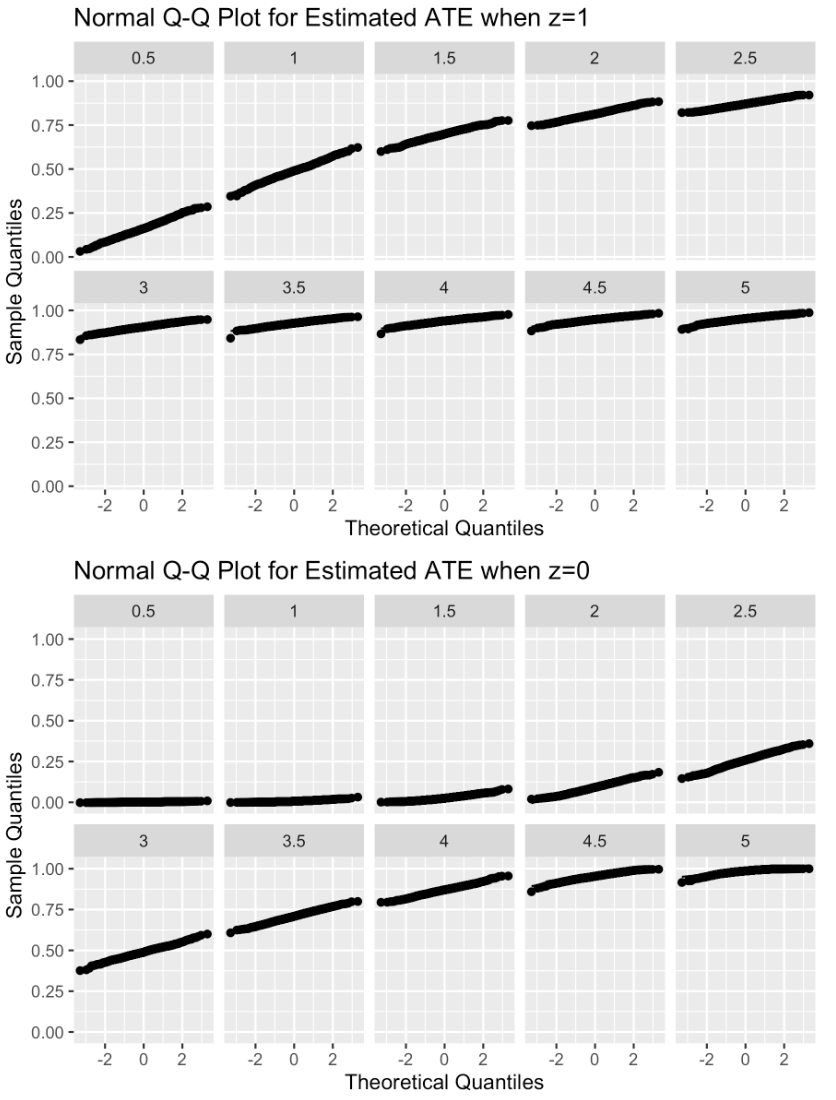 Normal Q-Q Plot for Estimated ATE when z=1
0.5 1 1.5 2 2.5
1.00
0.75
0.50
0.25
0.00
3 3.5 4 4.5 5
1.00
0.75
0.50
0.25
0.00
Sample Quantiles
-2 0 2 -2 0 2 -2 0 2 -2 0 2 -2 0 2
Theoretical Quantiles
Normal Q-Q Plot for Estimated ATE when z=0
0.5 1 1.5 2 2.5
1.00
0.75
0.50
0.25
0.00
3 3.5 4 4.5 5
1.00
0.75
0.50
0.25
0.00
Sample Quantiles
-2 0 2 -2 0 2 -2 0 2 -2 0 2 -2 0 2
Theoretical Quantiles